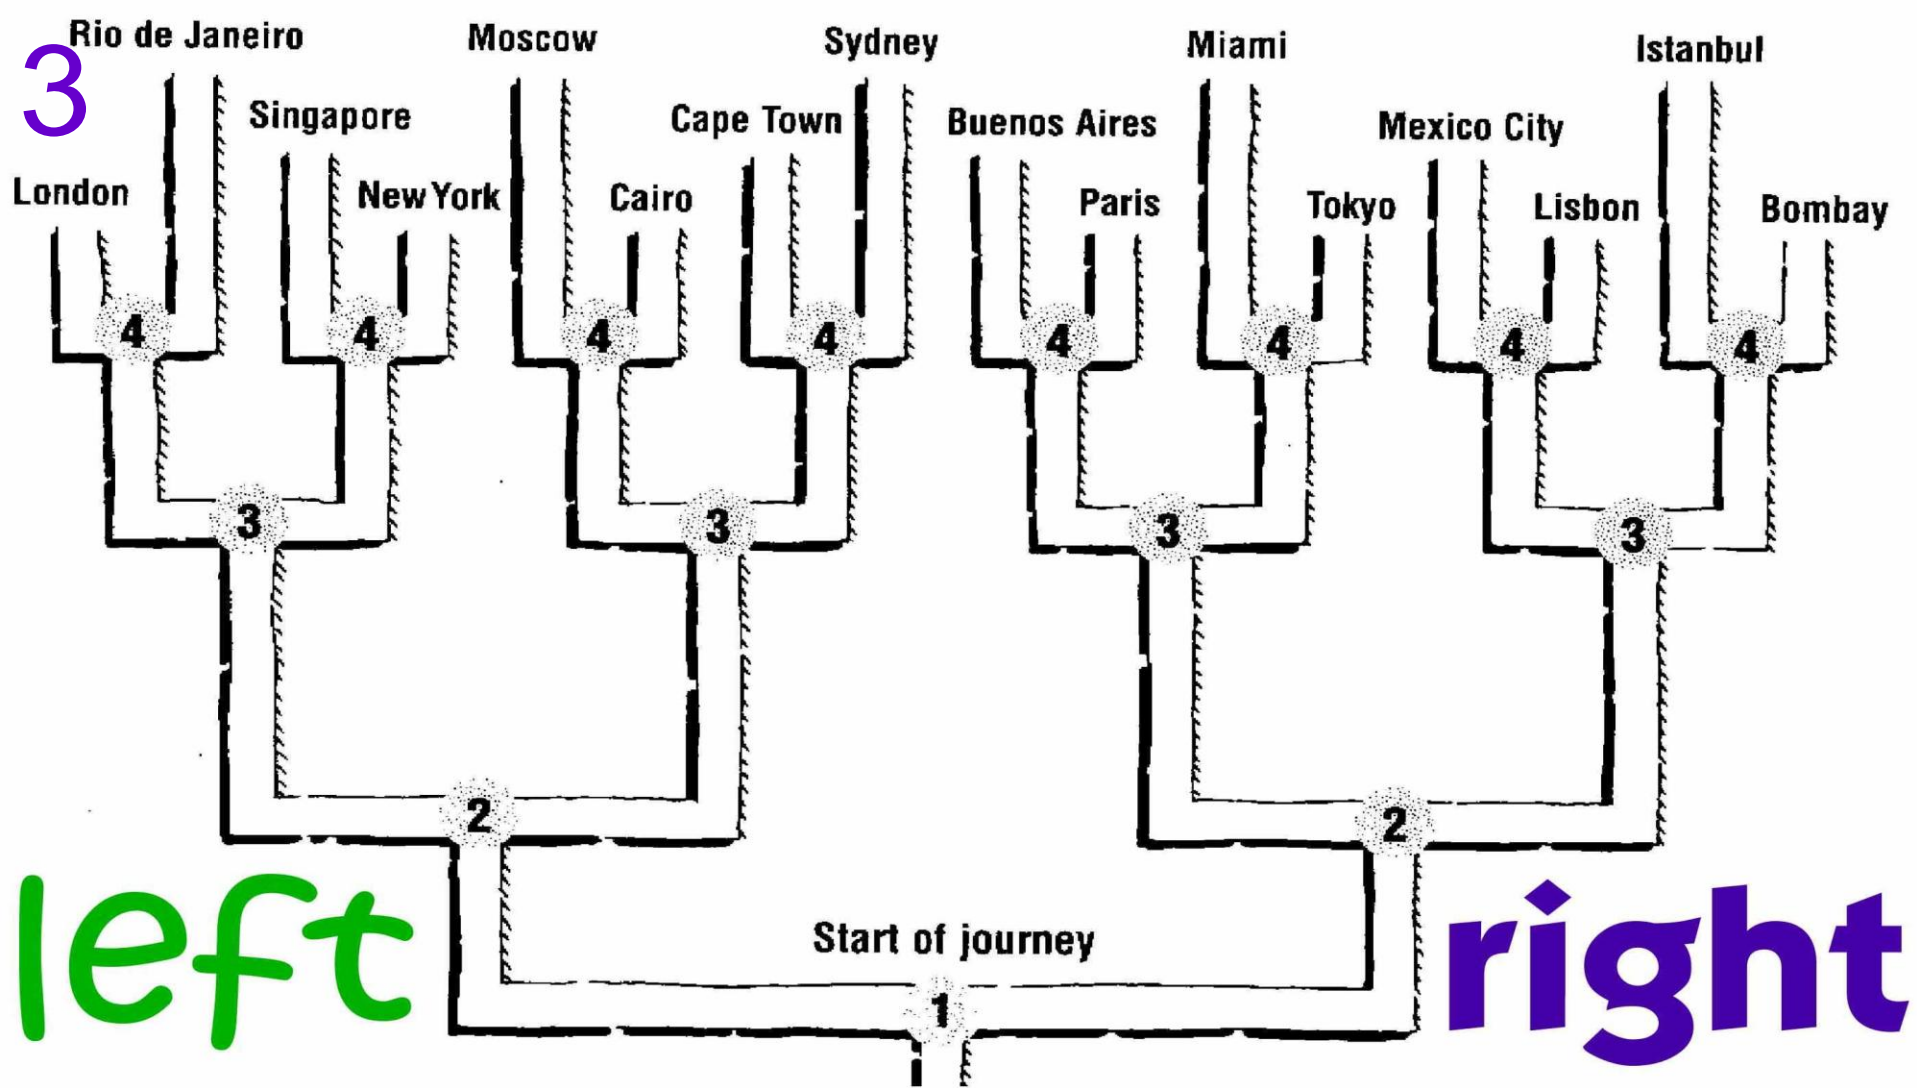 Rio de Janeiro
Moscow
Sydney
Miami
Istanbul
3
Singapore
Cape Town
Buenos Aires
Mexico City
London
New York
Cairo
Paris
Tokyo
Lisbon
Bombay
4
4
4
4
4
4
4
4
3
3
3
3
2
2
left
Start of journey
right
1